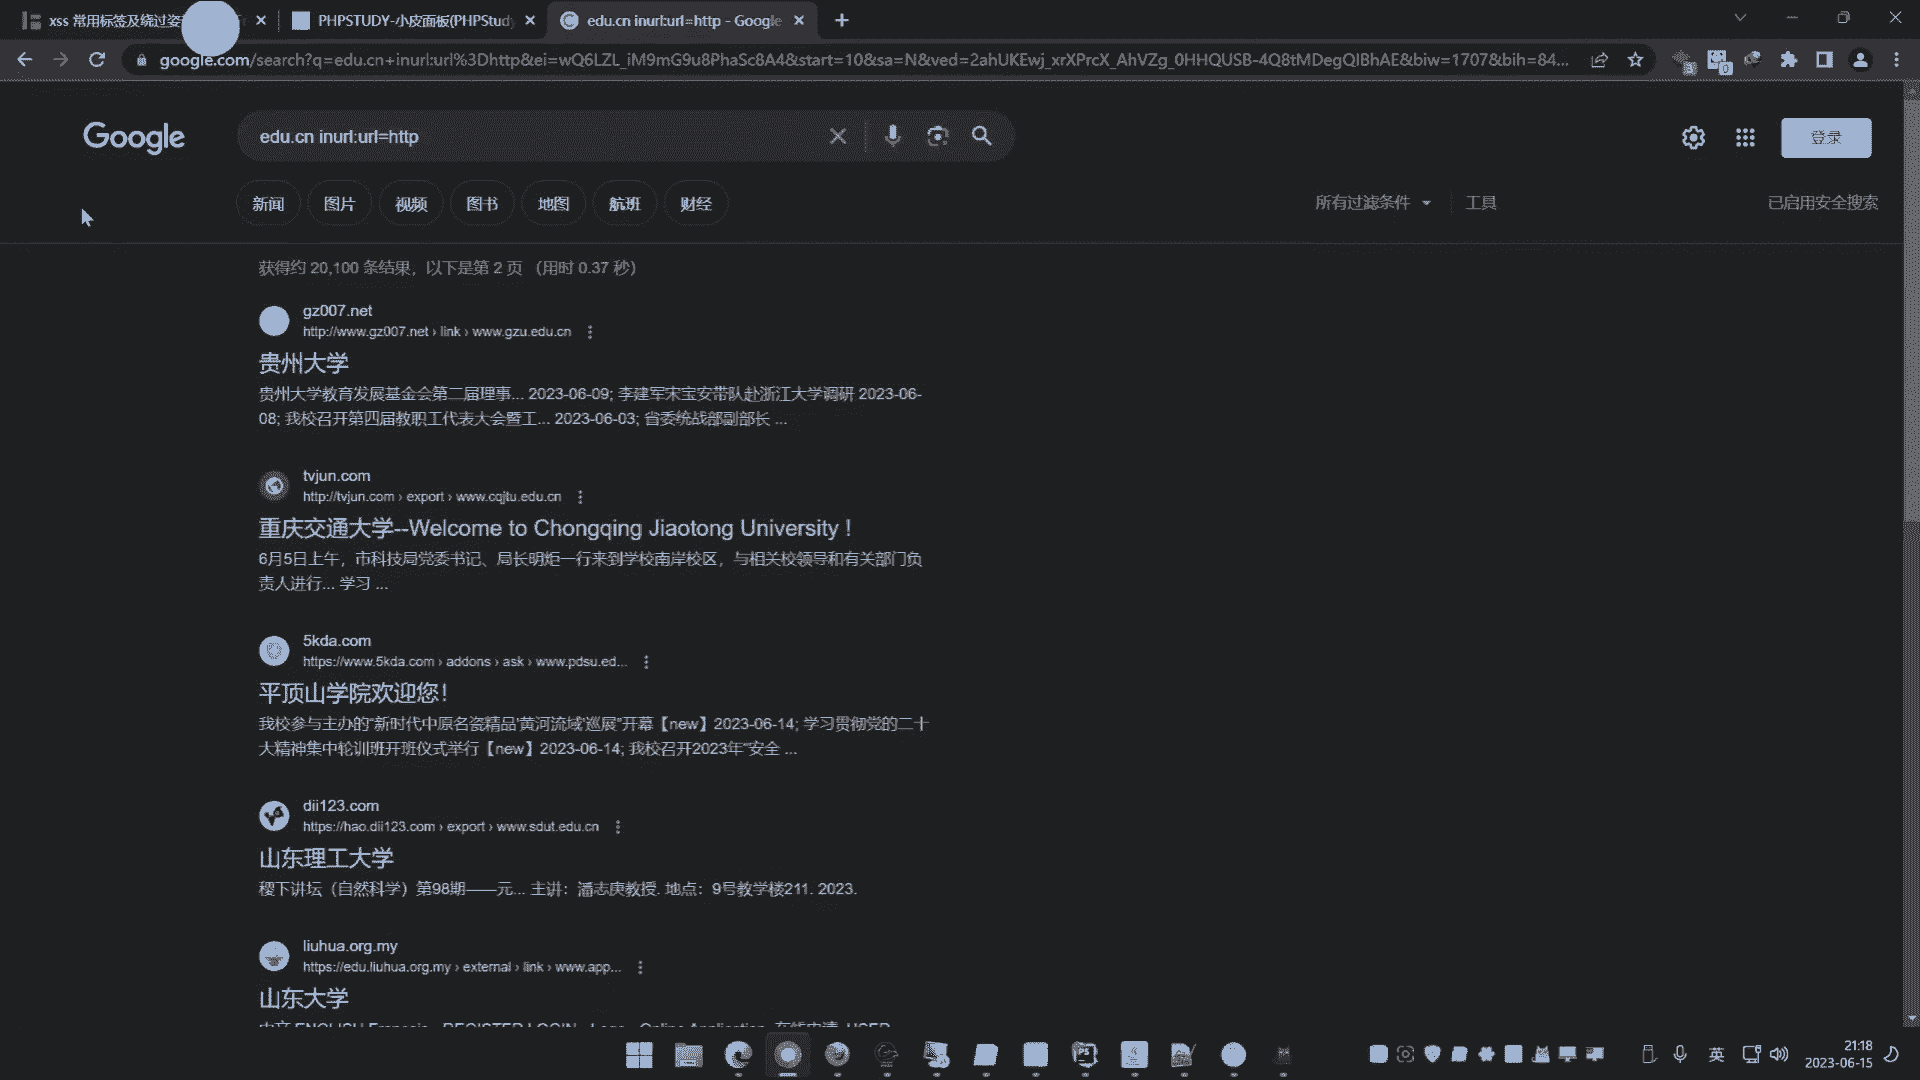 xss 常用标签及绕过姿
PHPSTUDY-小皮面板(PHPStudy
edu.cn inurl:url=http - Google
google.com/search?q=edu.cn+inurl:url%3Dhttp&ei=wQ6LZL_iM9mG9u8PhaSc8A4&start=10&sa=N&ved=2ahUKEwj_xrXPrcX_AhVZg_0HHQUSB-4Q8tMDegQIBhAE&biw=1707&bih=84...
Google
edu.cn inurl:url=http
登录
新闻
图片
视频
图书
地图
航班
财经
所有过滤条件
工具
已启用安全搜索
获得约 20,100 条结果，以下是第 2 页 （用时 0.37 秒）
gz007.net
http://www.gz007.net › link › www.gzu.edu.cn
贵州大学
贵州大学教育发展基金会第二届理事... 2023-06-09; 李建军宋宝安带队赴浙江大学调研 2023-06-
08; 我校召开第四届教职工代表大会暨工... 2023-06-03; 省委统战部副部长 ...
tvjun.com
http://tvjun.com › export › www.cqjtu.edu.cn
重庆交通大学--Welcome to Chongqing Jiaotong University !
6月5日上午，市科技局党委书记、局长明炬一行来到学校南岸校区，与相关校领导和有关部门负
责人进行... 学习 ...
5kda.com
https://www.5kda.com › addons › ask › www.pdsu.ed...
平顶山学院欢迎您!
我校参与主办的“新时代中原名瓷精品'黄河流域'巡展”开幕【new】2023-06-14; 学习贯彻党的二十
大精神集中轮训班开班仪式举行【new】2023-06-14; 我校召开2023年“安全 ...
dii123.com
https://hao.dii123.com › export › www.sdut.edu.cn
山东理工大学
稷下讲坛（自然科学）第98期——元... 主讲：潘志庚教授. 地点：9号教学楼211. 2023.
liuhua.org.my
https://edu.liuhua.org.my › external › link › www.app...
山东大学
中文 ENGLISH Français · REGISTER LOGIN · Logo · Online Application. 在线申请. USER
英
21:18
2023-06-15